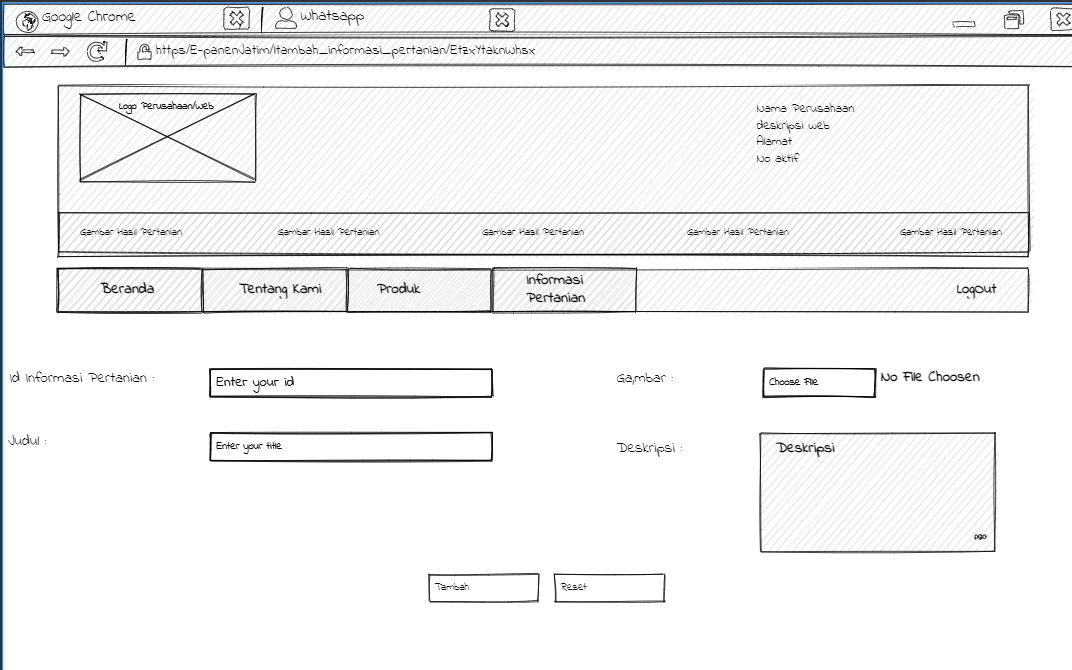 Google Chrome
Whatsapp
https/E-panenJatim/Itambah_informasi_pertanian/EtzxYtaknwhsx
Logo Perusahaan/web
Nama Perusahaan
deskripsi web
Alamat
No aktif
Gambar Hasil Pertanian
Gambar Hasil Pertanian
Gambar Hasil Pertanian
Gambar Hasil Pertanian
Gambar Hasil Pertanian
Beranda
Tentang Kami
Produk
Informasi
Pertanian
Logout
Id Informasi Pertanian :
Enter your id
Gambar :
Choose File
No File Choosen
Judul :
Enter your title
Deskripsi :
Deskripsi
Tambah
Reset